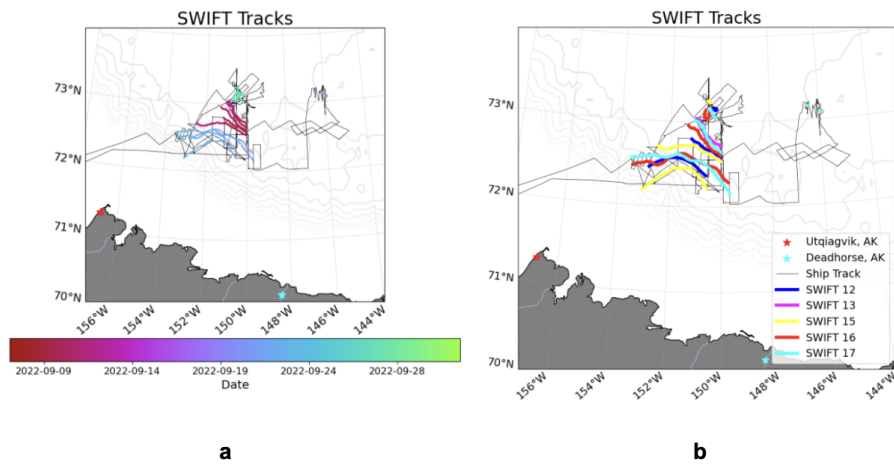 SWIFT Tracks
73°N
72°N
71°N
70°N
156°W
154°W
152°W
150°W
148°W
146°W
144°W
2022-09-09
2022-09-14
2022-09-19
2022-09-24
2022-09-28
Date
a
SWIFT Tracks
73°N
72°N
71°N
70°N
156°W
154°W
152°W
150°W
148°W
146°W
144°W
Utqiagvik, AK
Deadhorse, AK
Ship Track
SWIFT 12
SWIFT 13
SWIFT 15
SWIFT 16
SWIFT 17
b